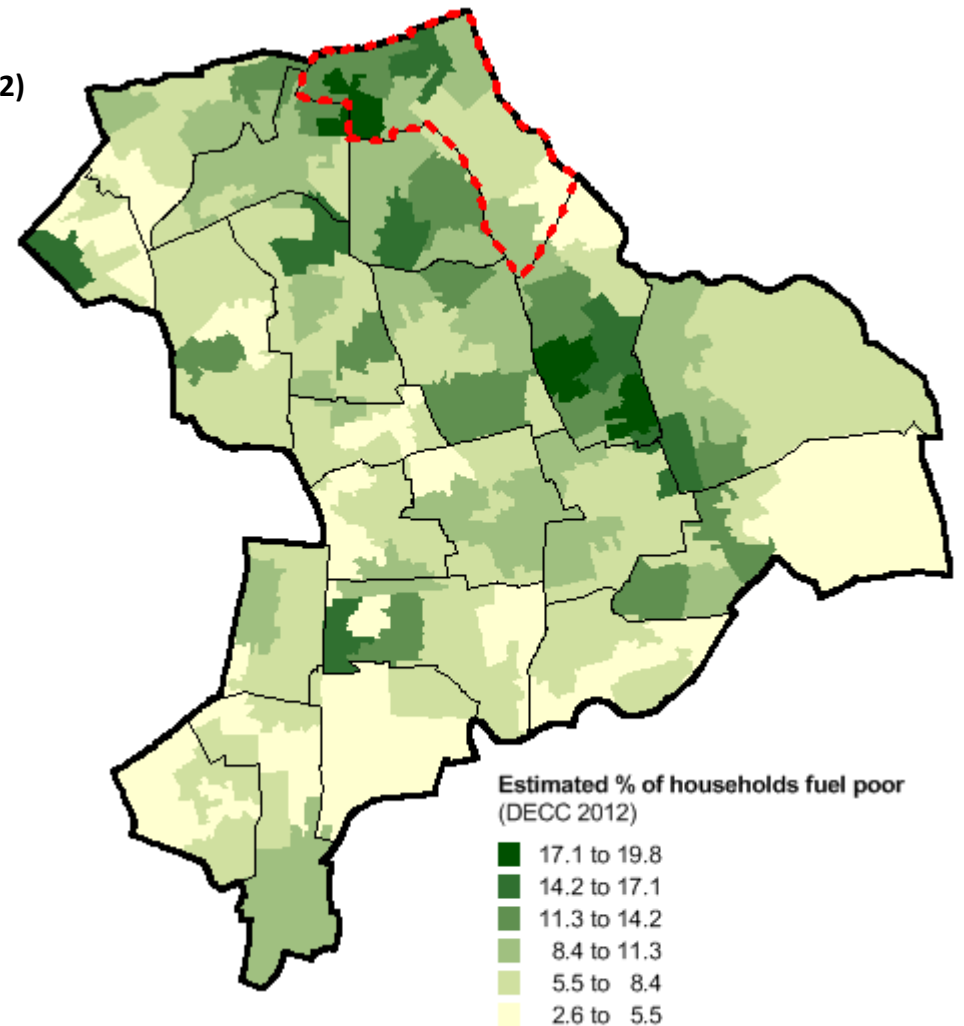 2)
Estimated % of households fuel poor
(DECC 2012)
17.1 to 19.8
14.2 to 17.1
11.3 to 14.2
8.4 to 11.3
5.5 to 8.4
2.6 to 5.5